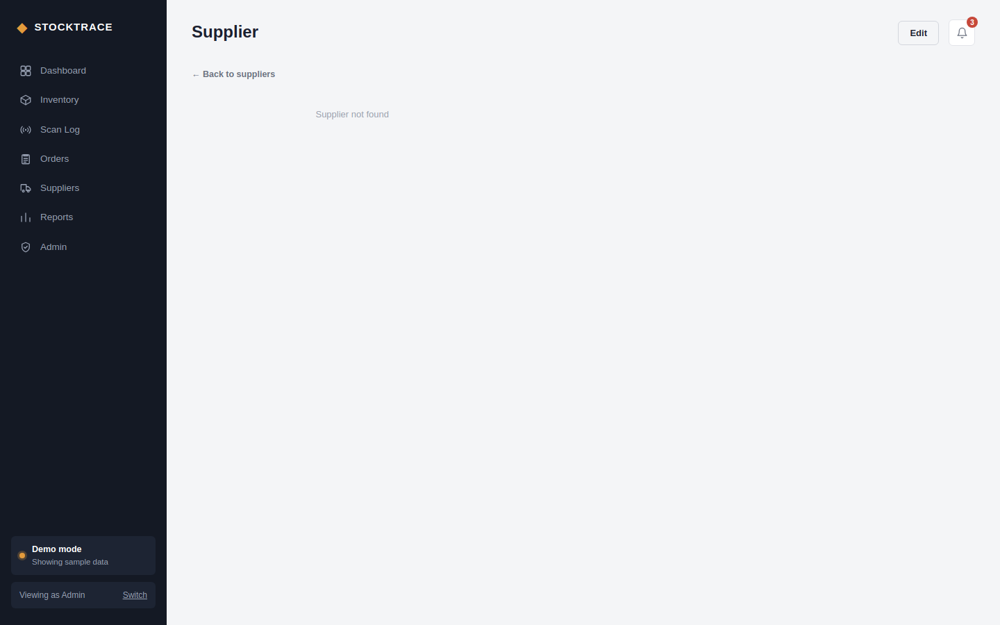 STOCKTRACE
Dashboard
Inventory
Scan Log
Orders
Suppliers
Reports
Admin
Demo mode
Showing sample data
Viewing as Admin
Switch
Supplier
Edit
3
← Back to suppliers
Supplier not found